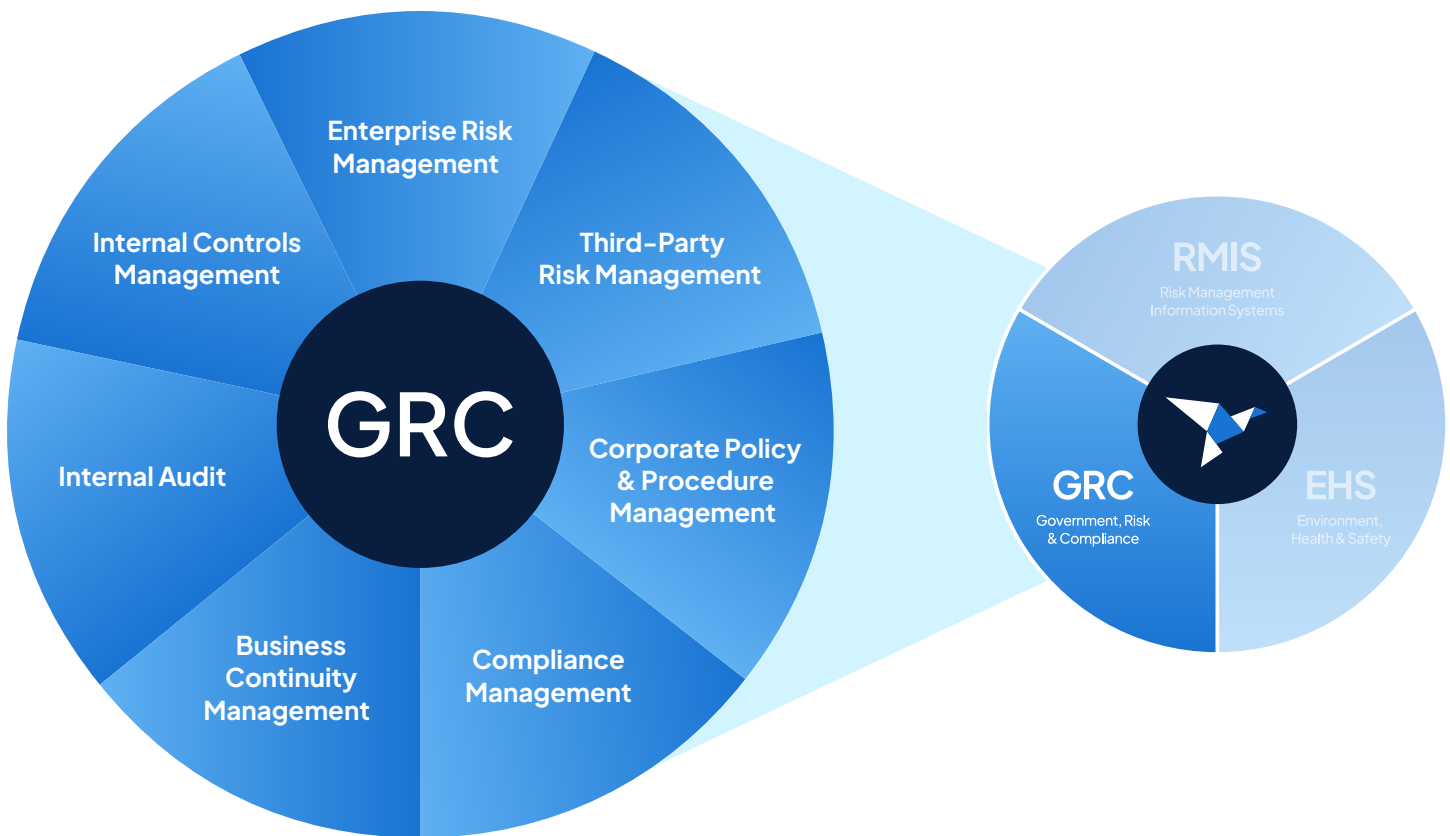 Enterprise Risk
Management
Third-Party
Risk Management
Corporate Policy
& Procedure
Management
Compliance
Management
Business
Continuity
Management
Internal Audit
Internal Controls
Management
GRC
RMIS
Risk Management
Information Systems
EHS
Environment,
Health & Safety
GRC
Government, Risk
& Compliance